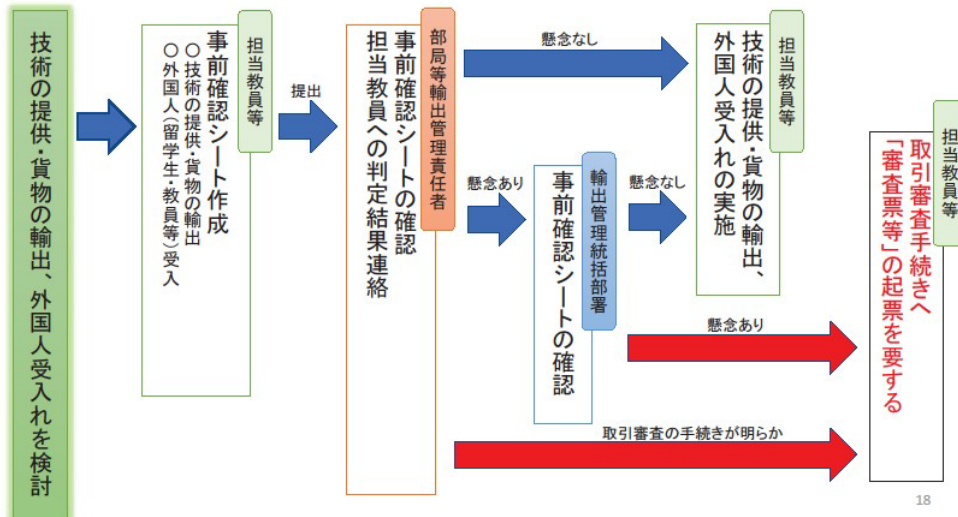 技術の提供・貨物の輸出、外国人受入れを検討
担当教員等
事前確認シート作成
○技術の提供・貨物の輸出
○外国人(留学生・教員等)受入
提出
部局等輸出管理責任者
事前確認シートの確認
担当教員への判定結果連絡
懸念なし
懸念あり
輸出管理統括部署
事前確認シートの確認
懸念なし
担当教員等
技術の提供・貨物の輸出、
外国人受入れの実施
懸念あり
取引審査の手続きが明らか
担当教員等
取引審査手続きへ
「審査票等」の起票を要する
18